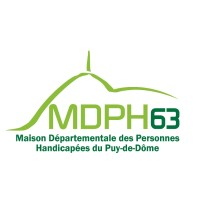 MDPH63
Maison Départementale des Personnes
Handicapées du Puy-de-Dôme